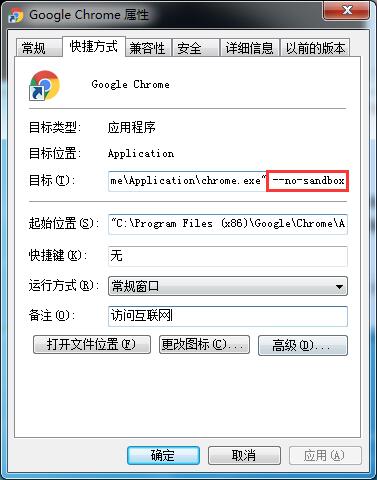 Google Chrome 属性
常规 快捷方式 兼容性 安全 详细信息 以前的版本
Google Chrome
目标类型: 应用程序
目标位置: Application
目标(T): me\Application\chrome.exe" --no-sandbox
起始位置(S): "C:\Program Files (x86)\Google\Chrome\A
快捷键(K): 无
运行方式(R): 常规窗口
备注(O): 访问互联网
打开文件位置(F) 更改图标(C)... 高级(D)...
确定 取消 应用(A)